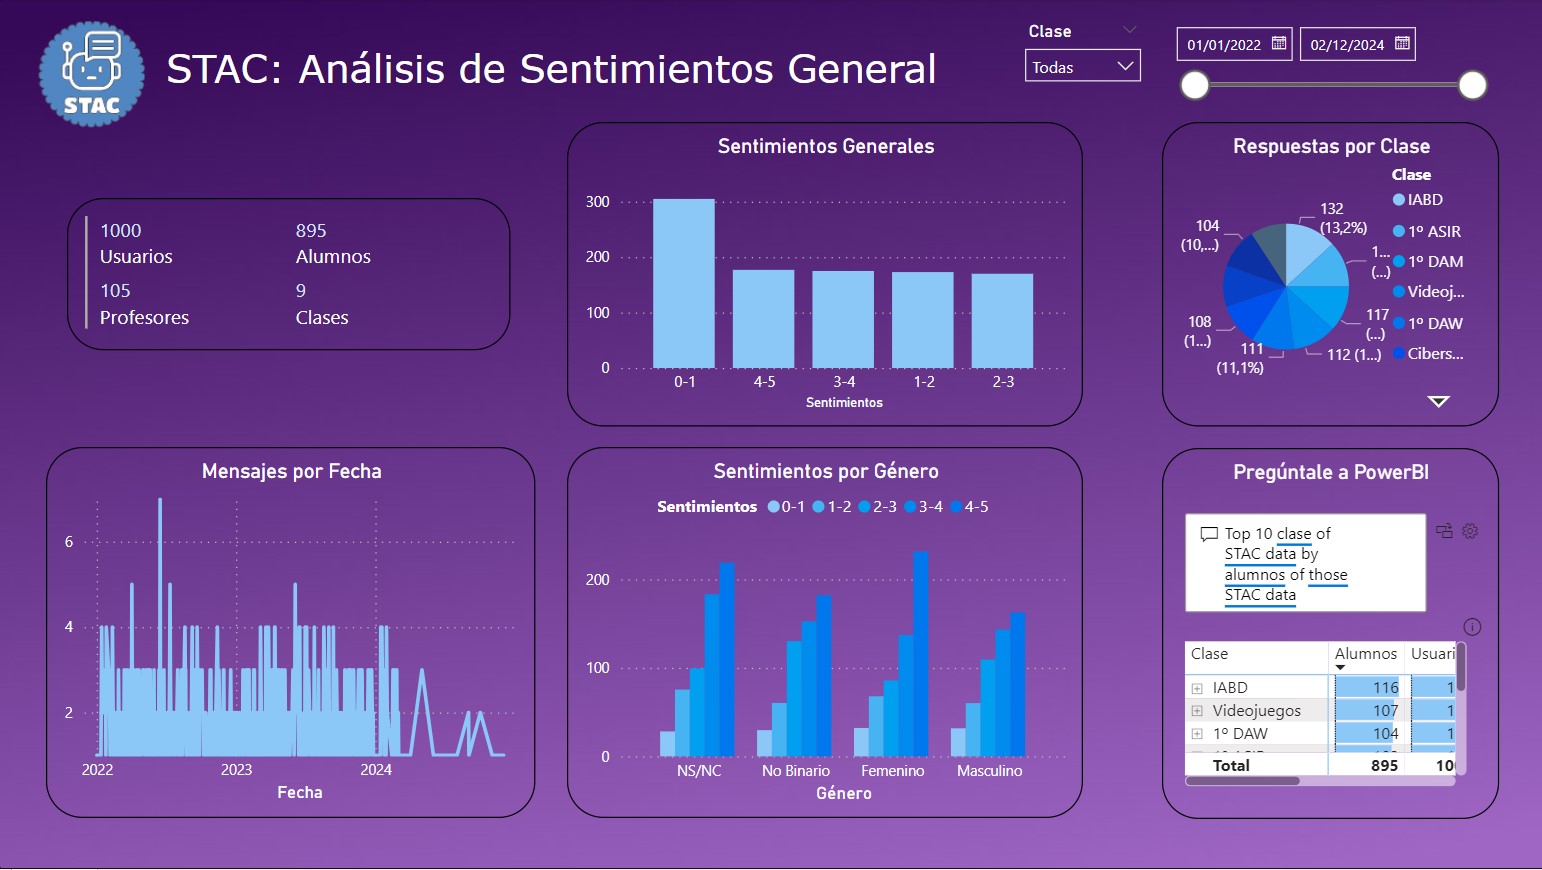 STAC
STAC: Análisis de Sentimientos General
Clase
Todas
01/01/2022
02/12/2024
1000
Usuarios
895
Alumnos
105
Profesores
9
Clases
Sentimientos Generales
300
200
100
0
0-1
4-5
3-4
1-2
2-3
Sentimientos
Respuestas por Clase
Clase
IABD
1º ASIR
1º DAM
Videoj...
1º DAW
Cibers...
132
(13,2%)
1...
(...)
117
(...)
112 (1...)
111
(11,1%)
108
(1...)
104
(10,...)
Mensajes por Fecha
6
4
2
2022
2023
2024
Fecha
Sentimientos por Género
Sentimientos 0-1 1-2 2-3 3-4 4-5
200
100
0
NS/NC
No Binario
Femenino
Masculino
Género
Pregúntale a PowerBI
Top 10 clase of
STAC data by
alumnos of those
STAC data
Clase Alumnos Usuari
IABD 116 1
Videojuegos 107 1
1º DAW 104 1
Total 895 10